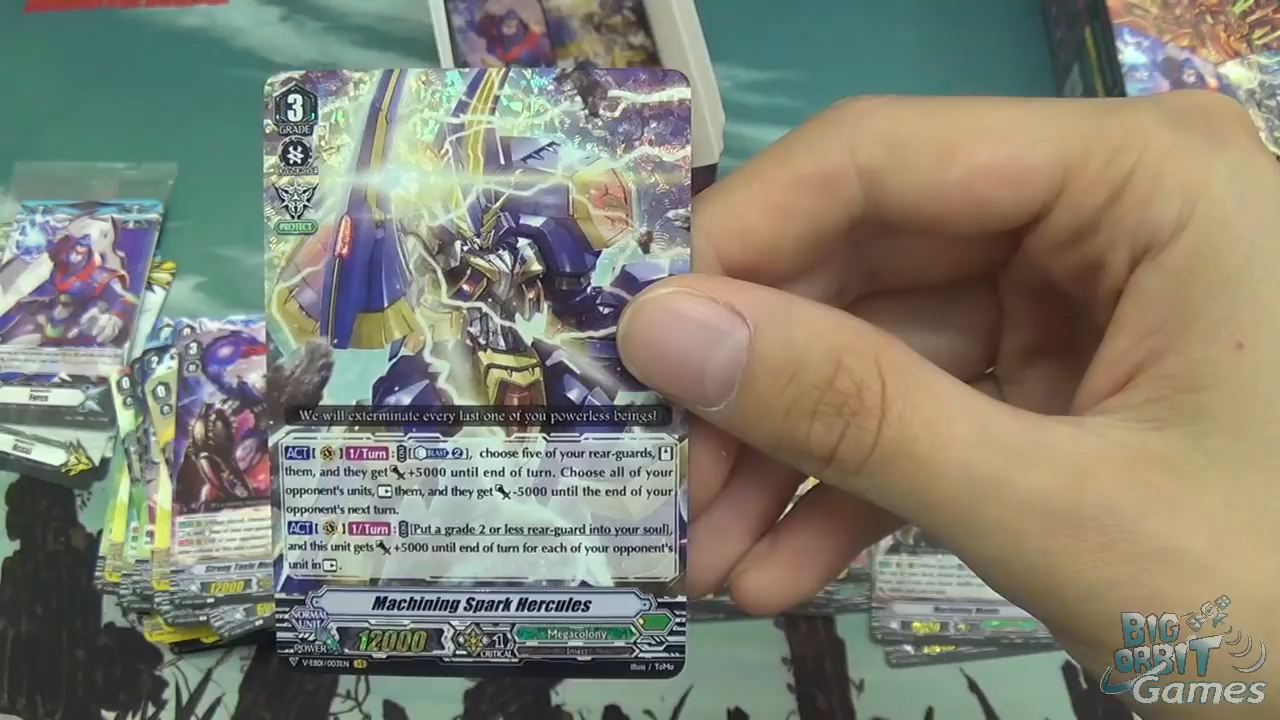 3
GRADE
PROTECT
We will exterminate every last one of you powerless beings!
ACT [ ] 1/Turn : [ BLAST 2], choose five of your rear-guards,
them, and they get +5000 until end of turn. Choose all of your
opponent's units, them, and they get -5000 until the end of your
opponent's next turn.
ACT [ ] 1/Turn : [Put a grade 2 or less rear-guard into your soul],
and this unit gets +5000 until end of turn for each of your opponent's
unit in .
Machining Spark Hercules
NORMAL
UNIT
POWER
12000
1
CRITICAL
Megacolony
Insect
V-EB01/003EN
Illust / ToMo
Force
3
12000
BIG
ORBIT
Games